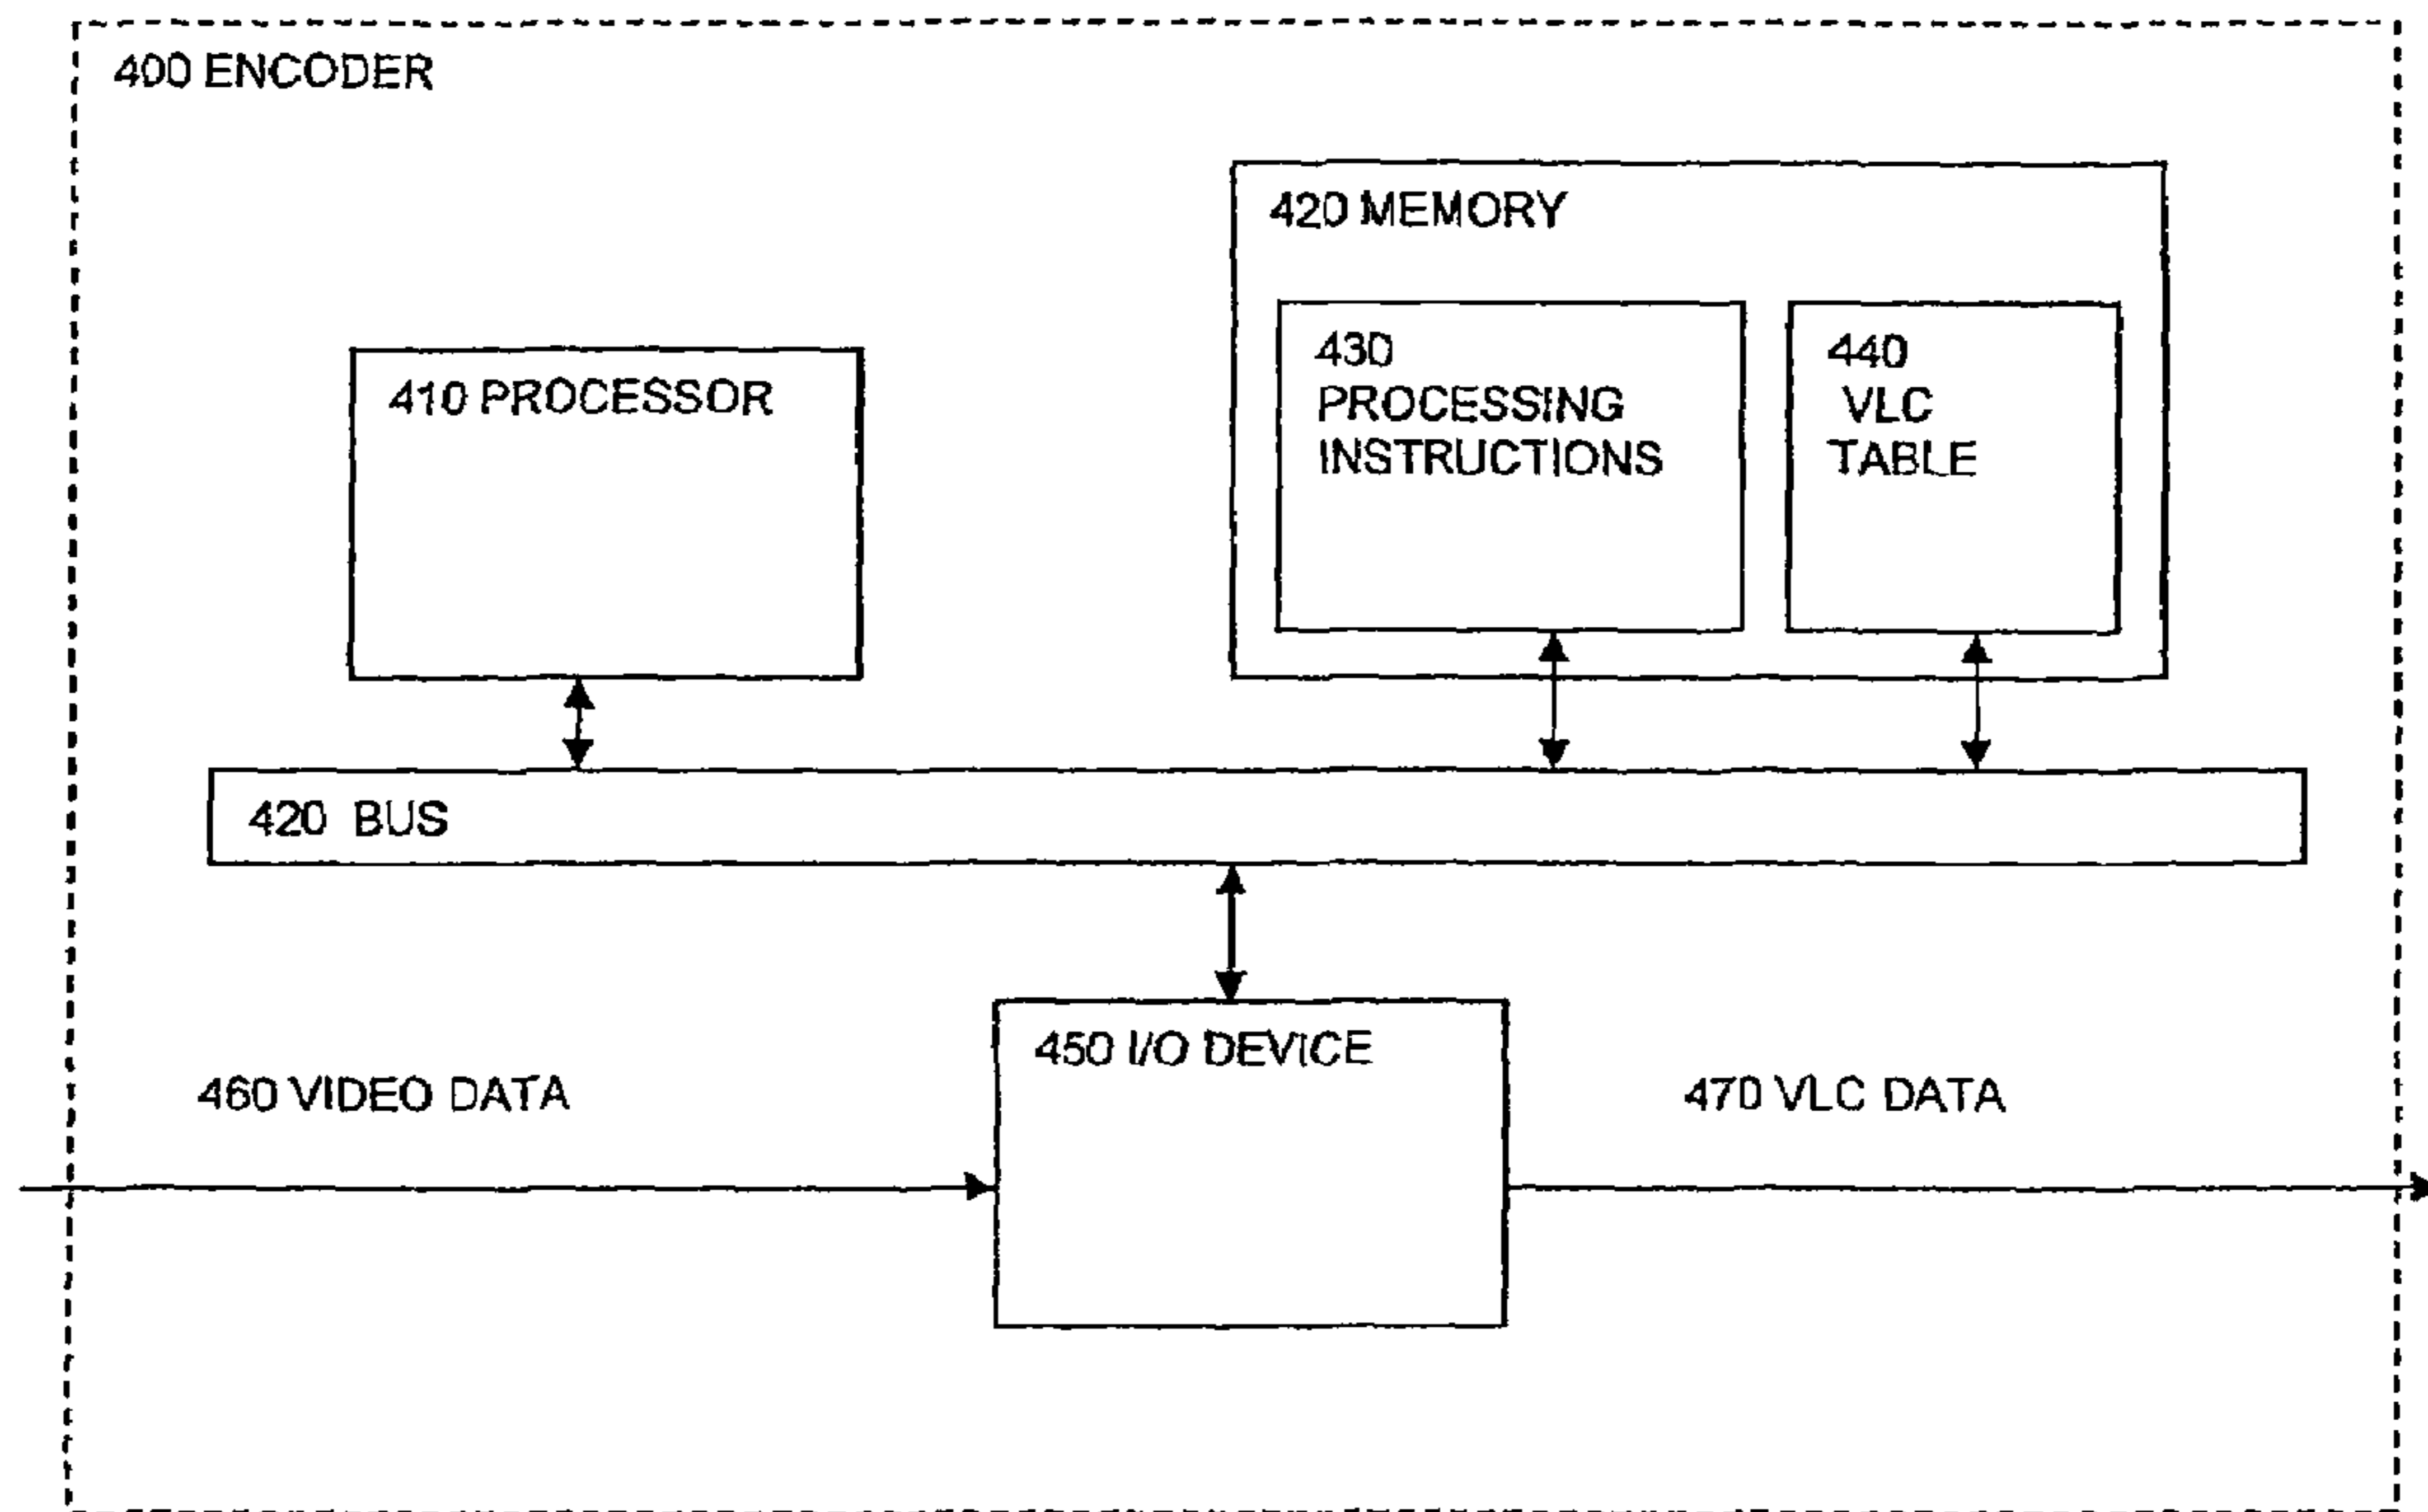 400 ENCODER
420 MEMORY
410 PROCESSOR
430
PROCESSING
INSTRUCTIONS
440
VLC
TABLE
420 BUS
450 I/O DEVICE
460 VIDEO DATA
470 VLC DATA